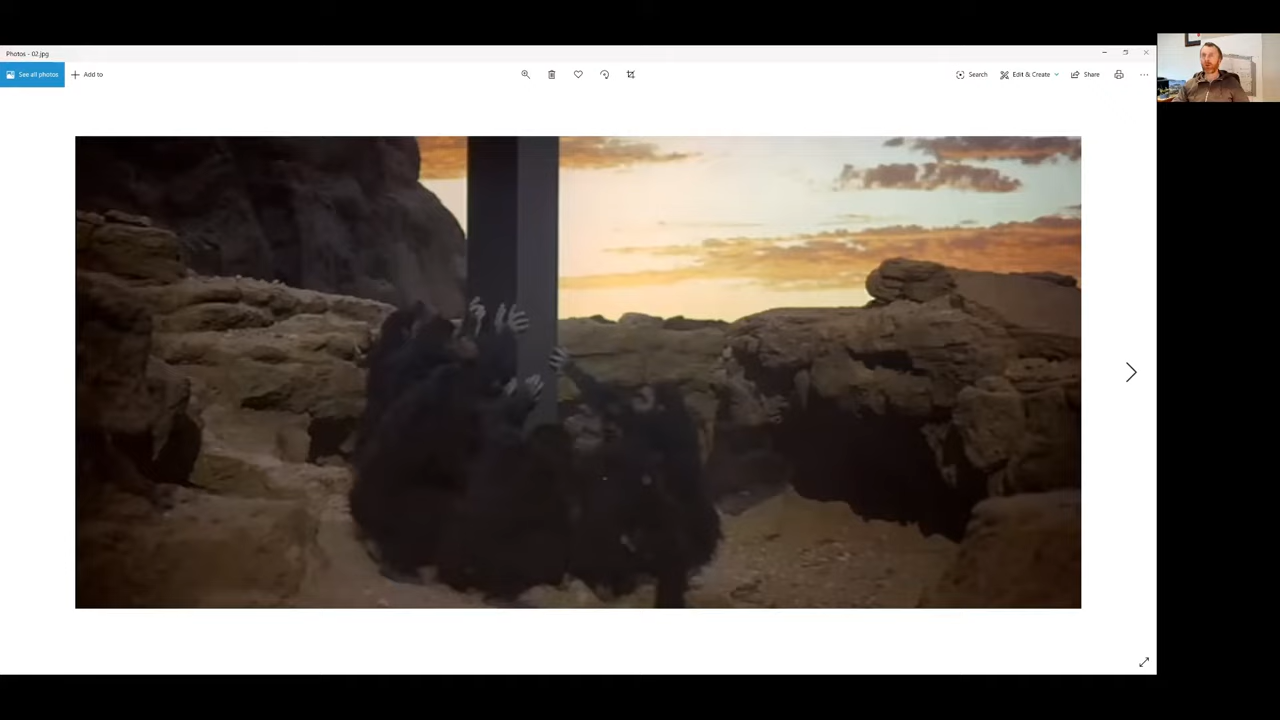 Photos - 02.jpg
See all photos
Add to
Search
Edit & Create
Share